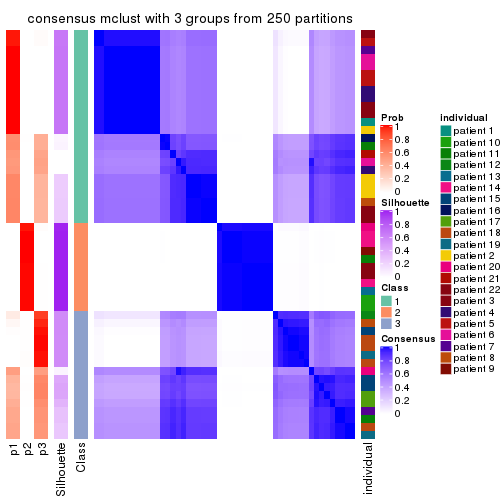 consensus mclust with 3 groups from 250 partitions
Prob
1
0.8
0.6
0.4
0.2
0
Silhouette
1
0.8
0.6
0.4
0.2
0
Class
1
2
3
Consensus
1
0.8
0.6
0.4
0.2
0
individual
patient 1
patient 10
patient 11
patient 12
patient 13
patient 14
patient 15
patient 16
patient 17
patient 18
patient 19
patient 2
patient 20
patient 21
patient 22
patient 3
patient 4
patient 5
patient 6
patient 7
patient 8
patient 9
p1
p2
p3
Silhouette
Class
individual